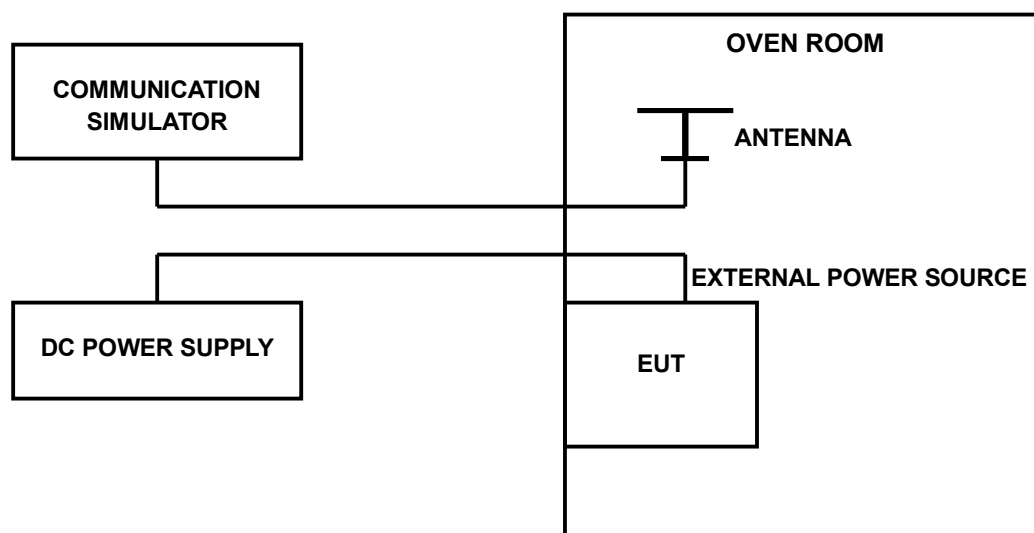 OVEN ROOM
COMMUNICATION
SIMULATOR
ANTENNA
EXTERNAL POWER SOURCE
DC POWER SUPPLY
EUT